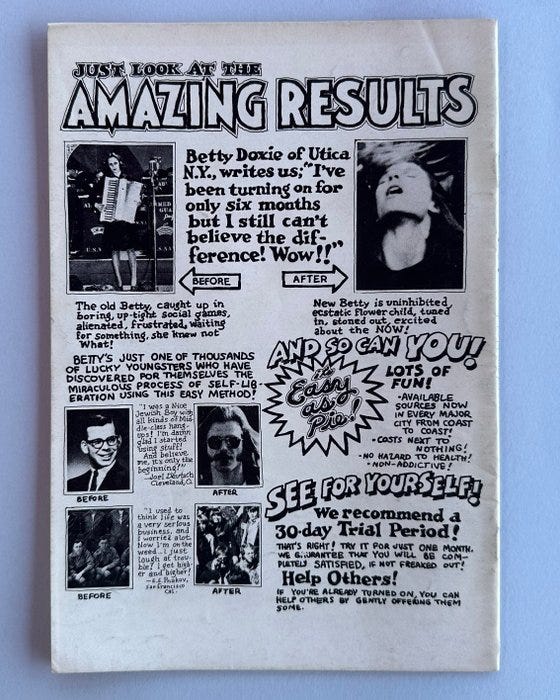 JUST LOOK AT THE
AMAZING RESULTS
Betty Doxie of Utica
N.Y., writes us; "I've
been turning on for
only six months
but I still can't
believe the dif-
ference! Wow!!"
BEFORE
AFTER
The old Betty, caught up in
boring, up-tight social games,
alienated, frustrated, waiting
for something, she knew not
What!
New Betty is uninhibited,
ecstatic flower child, tuned
in, stoned out, excited
about the NOW!
BETTY'S JUST ONE OF THOUSANDS
OF LUCKY YOUNGSTERS WHO HAVE
DISCOVERED FOR THEMSELVES THE
MIRACULOUS PROCESS OF SELF-LIB-
ERATION USING THIS EASY METHOD!
"I was a Nice
Jewish Boy with
all kinds of Mid-
dle-class hang-
ups! I'm damn
glad I started
using stuff!
And believe
me, it's only the
beginning!"
—Joel
Cleveland, O.
BEFORE
AFTER
"I used to
think life was
a very serious
business, and
I worried alot.
Now I'm on the
weed...I just
laugh at trou-
ble! I get high-
er and higher!
San Francisco
Cal.
BEFORE
AFTER
AND SO CAN YOU!
it's
Easy
as
Pie!
LOTS OF
FUN!
-AVAILABLE
SOURCES NOW
IN EVERY MAJOR
CITY FROM COAST
TO COAST!
-COSTS NEXT TO
NOTHING!
-NO HAZARD TO HEALTH!
-NON-ADDICTIVE!
SEE FOR YOURSELF!
We recommend a
30-day Trial Period!
THAT'S RIGHT! TRY IT FOR JUST ONE MONTH.
WE GUARANTEE THAT YOU WILL BE COM-
PLETELY SATISFIED, IF NOT FREAKED OUT!
Help Others!
IF YOU'RE ALREADY TURNED ON, YOU CAN
HELP OTHERS BY GENTLY OFFERING THEM
SOME.